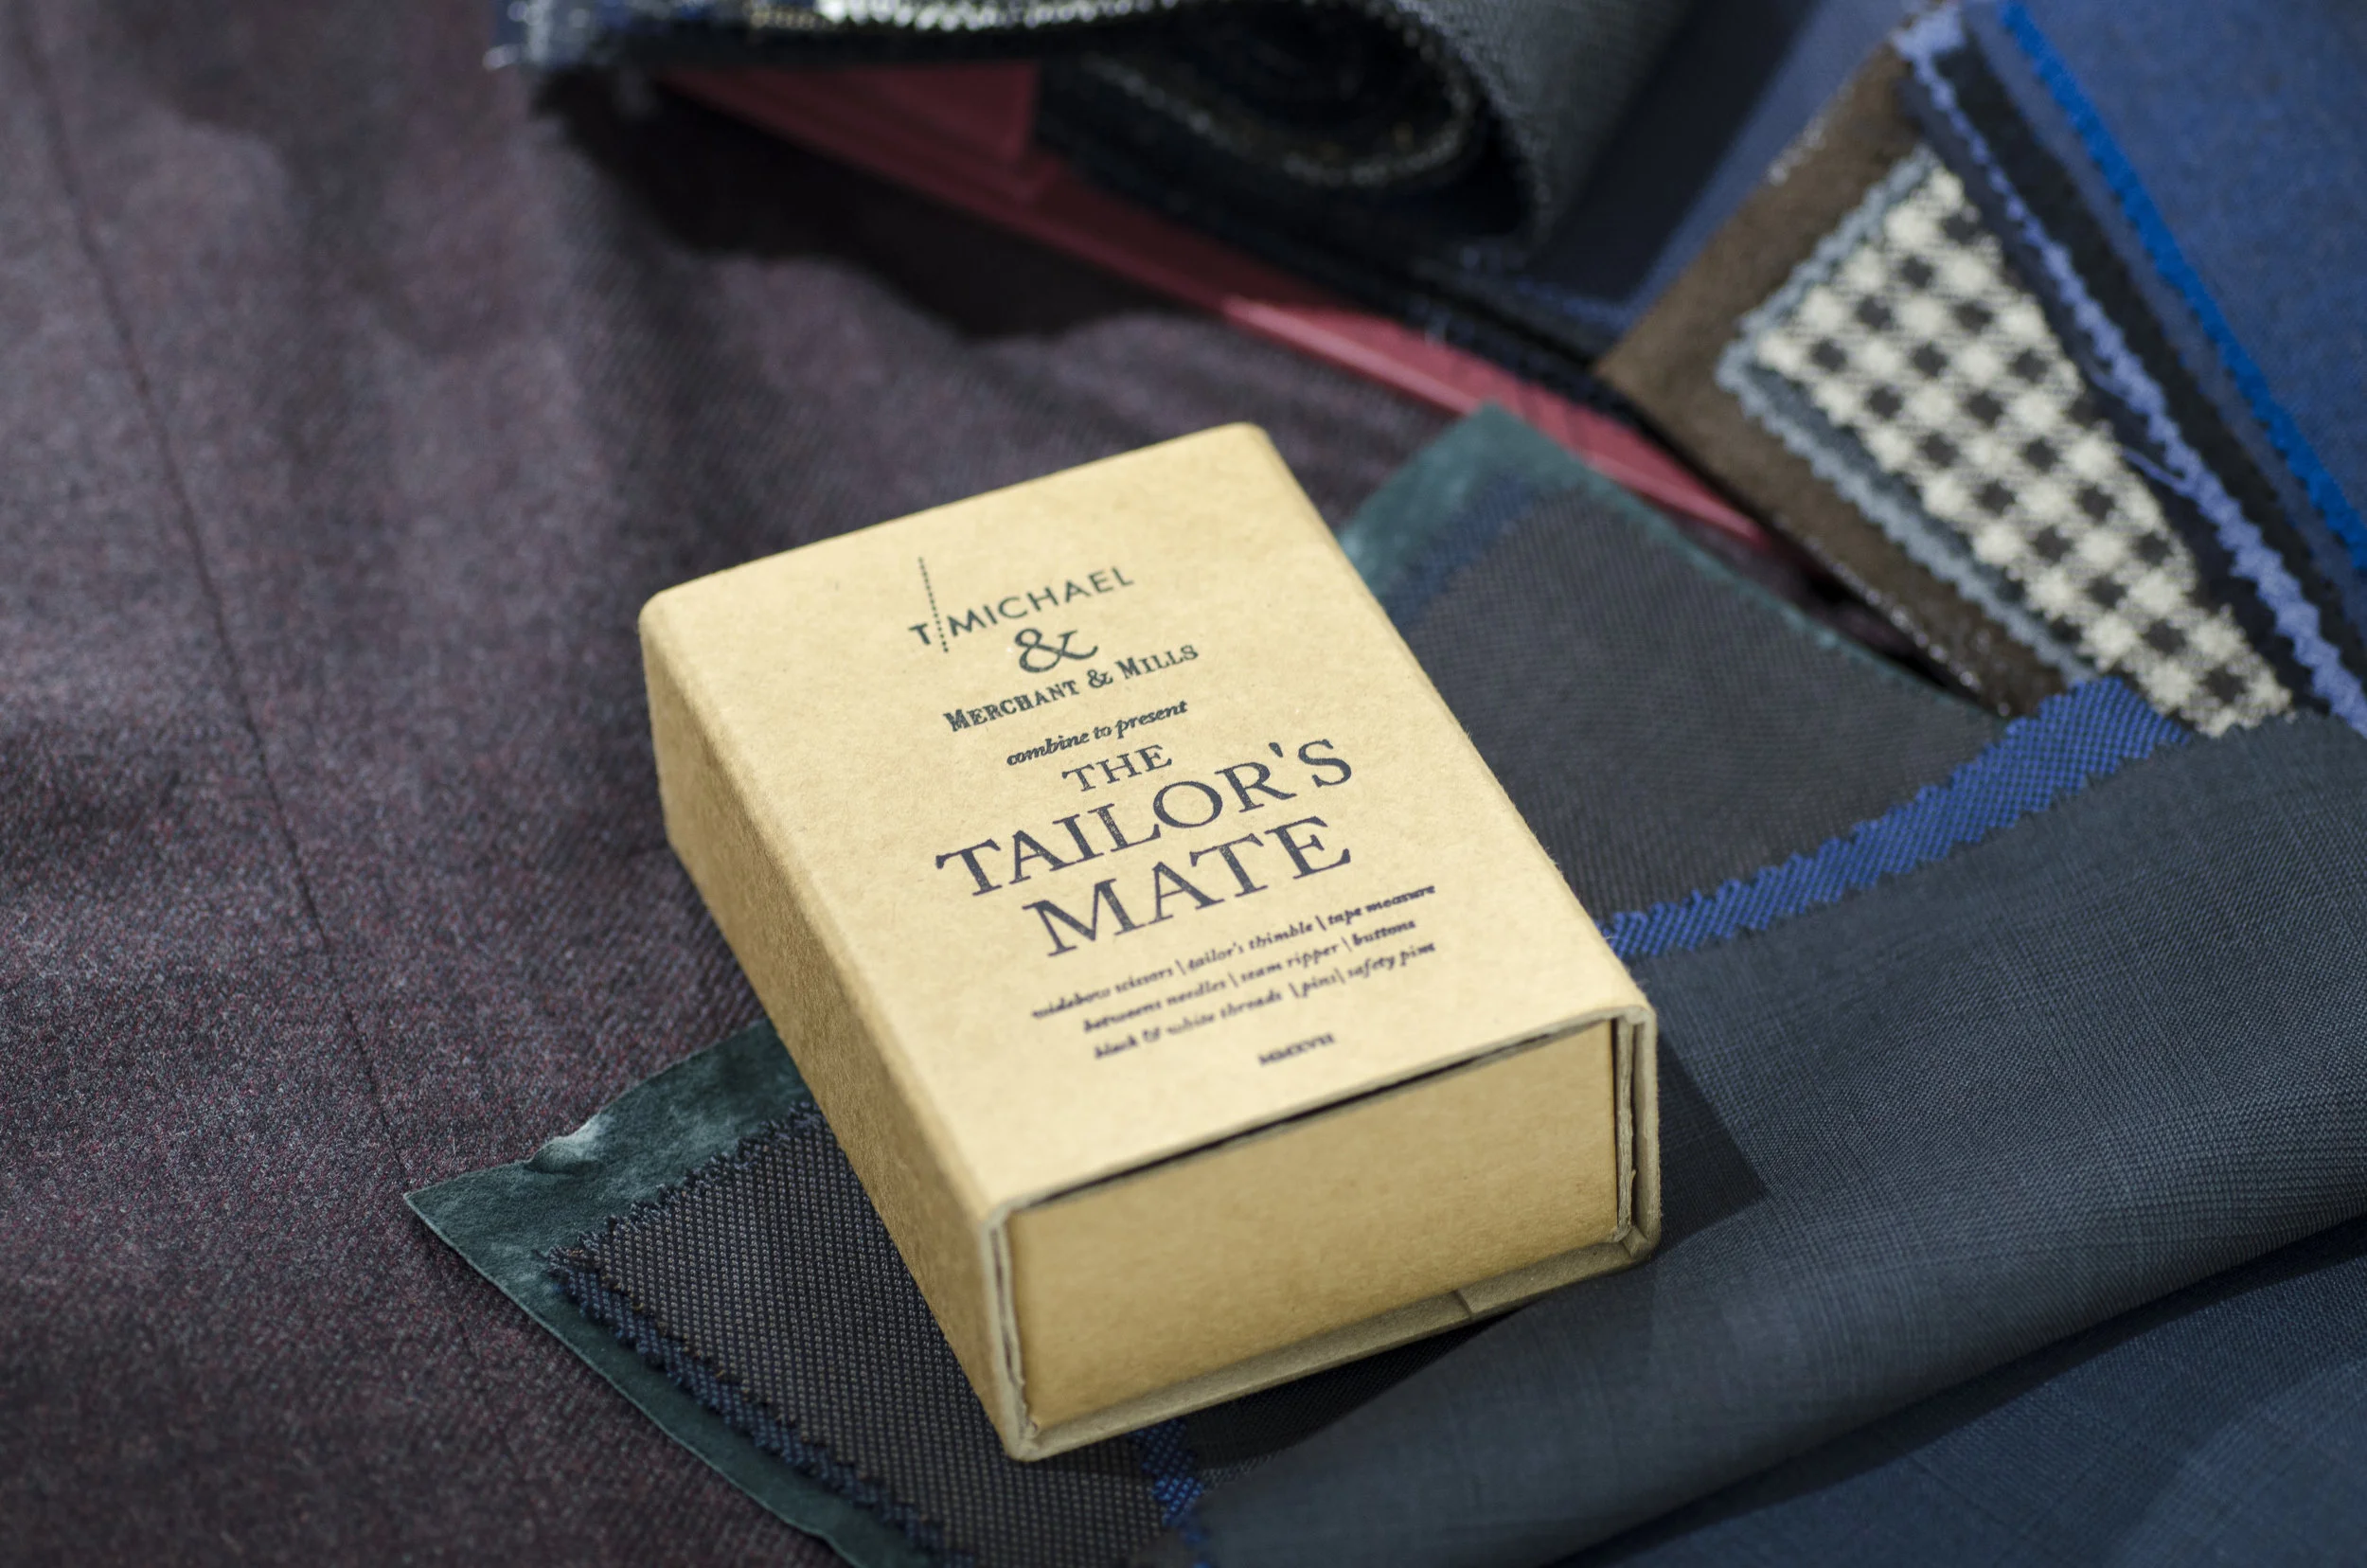 T MICHAEL
&
MERCHANT & MILLS
combine to present
THE
TAILOR'S
MATE
widebow scissors \ tailor's thimble \ tape measure
betweens needles \ seam ripper \ buttons
black & white threads \ pins \ safety pins
MMXVII